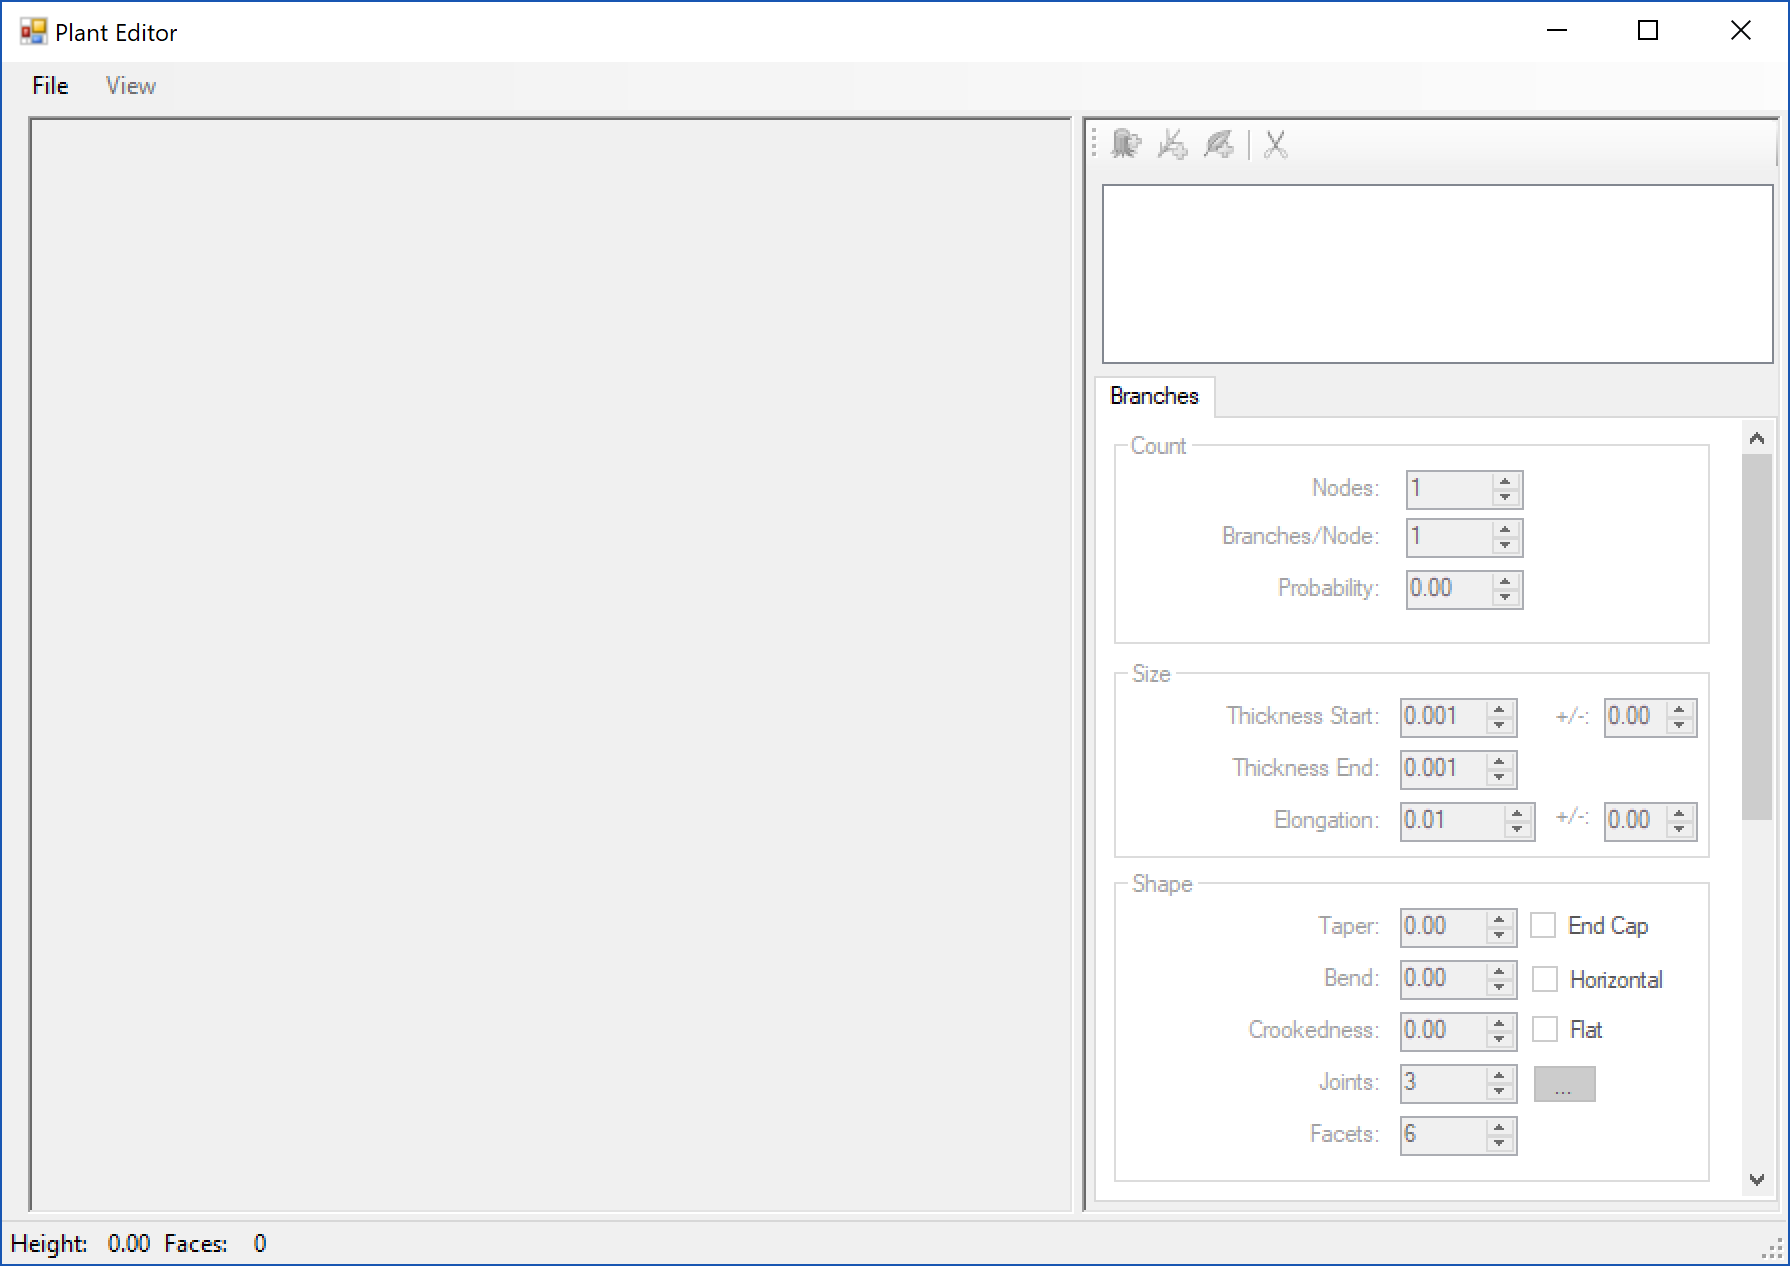 Plant Editor
File View
Branches
Count
Nodes: 1
Branches/Node: 1
Probability: 0.00
Size
Thickness Start: 0.001 +/-: 0.00
Thickness End: 0.001
Elongation: 0.01 +/-: 0.00
Shape
Taper: 0.00 End Cap
Bend: 0.00 Horizontal
Crookedness: 0.00 Flat
Joints: 3 ...
Facets: 6
Height: 0.00 Faces: 0